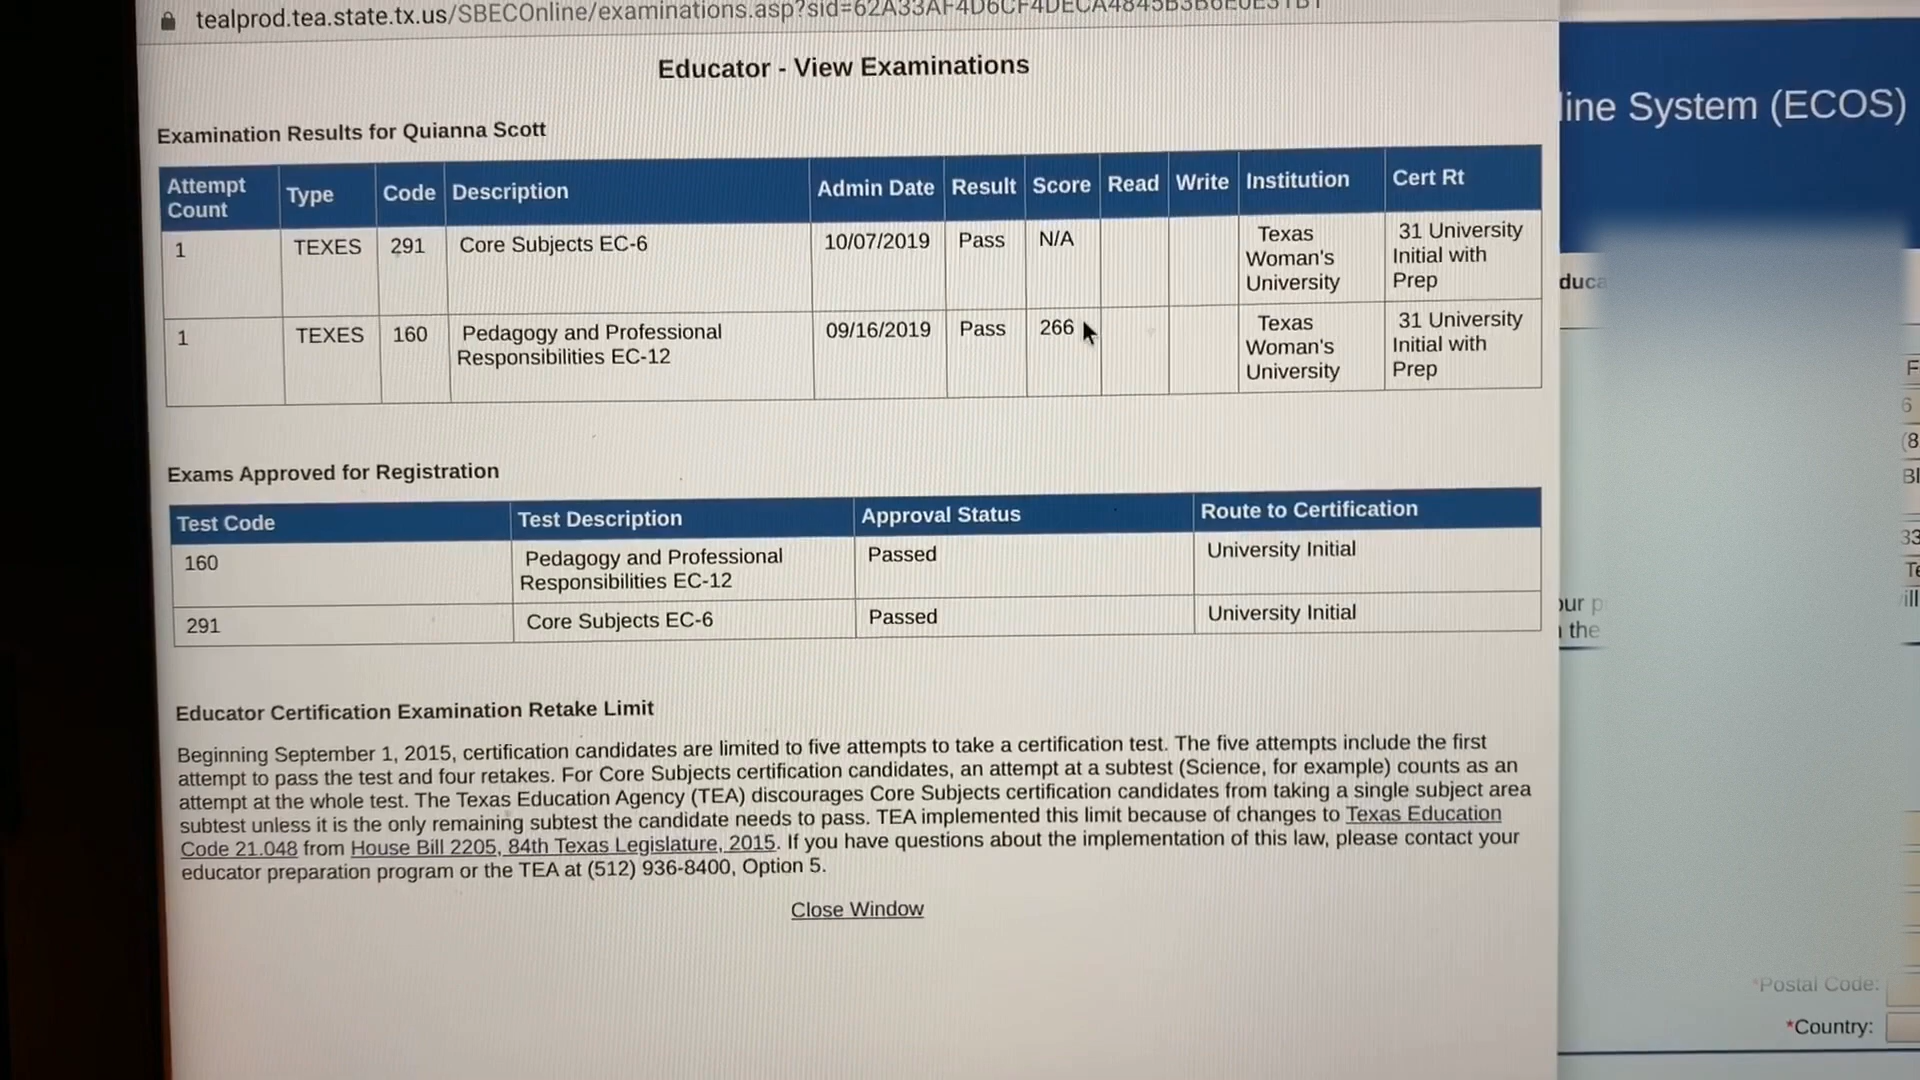 tealprod.tea.state.tx.us/SBECOnline/examinations.asp?sid=
Educator - View Examinations
line System (ECOS)
Examination Results for Quianna Scott
Attempt Count Type Code Description Admin Date Result Score Read Write Institution Cert Rt
1 TEXES 291 Core Subjects EC-6 10/07/2019 Pass N/A Texas Woman's University 31 University Initial with Prep
1 TEXES 160 Pedagogy and Professional Responsibilities EC-12 09/16/2019 Pass 266 Texas Woman's University 31 University Initial with Prep
Exams Approved for Registration
Test Code Test Description Approval Status Route to Certification
160 Pedagogy and Professional Responsibilities EC-12 Passed University Initial
291 Core Subjects EC-6 Passed University Initial
Educator Certification Examination Retake Limit
Beginning September 1, 2015, certification candidates are limited to five attempts to take a certification test. The five attempts include the first
attempt to pass the test and four retakes. For Core Subjects certification candidates, an attempt at a subtest (Science, for example) counts as an
attempt at the whole test. The Texas Education Agency (TEA) discourages Core Subjects certification candidates from taking a single subject area
subtest unless it is the only remaining subtest the candidate needs to pass. TEA implemented this limit because of changes to Texas Education
Code 21.048 from House Bill 2205, 84th Texas Legislature, 2015. If you have questions about the implementation of this law, please contact your
educator preparation program or the TEA at (512) 936-8400, Option 5.
Close Window
the
*Postal Code:
*Country: